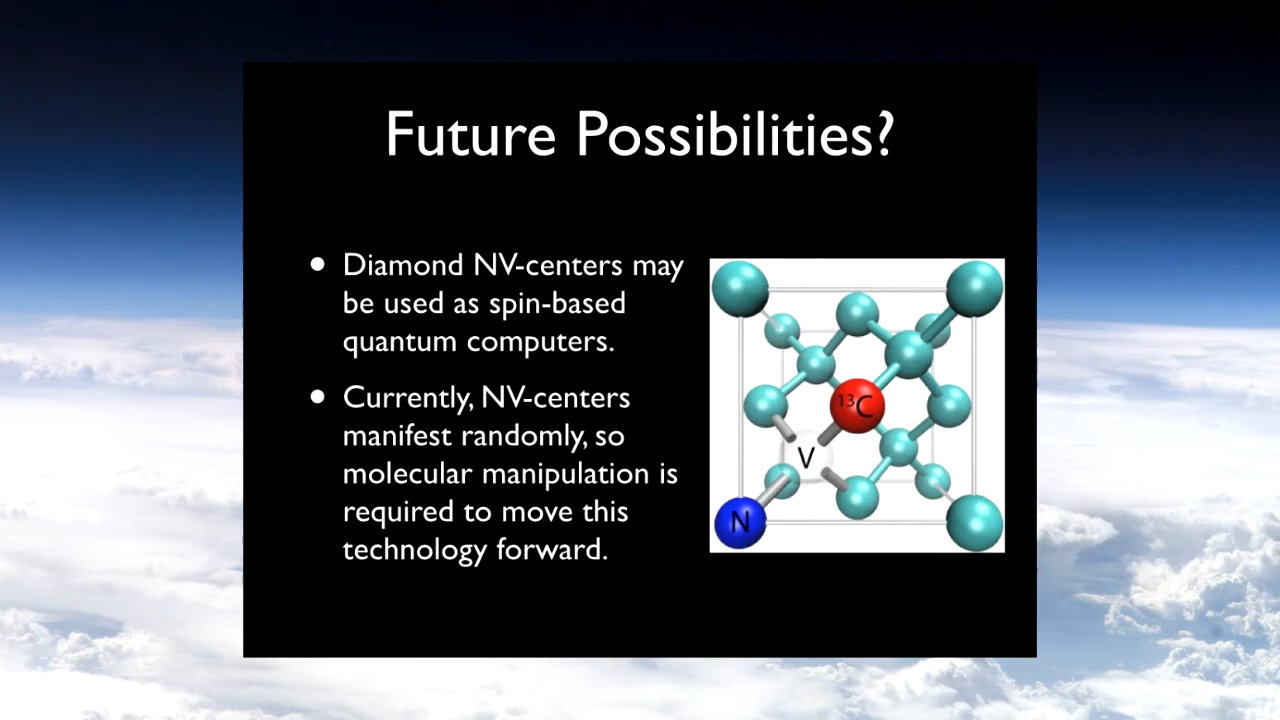 Future Possibilities?
• Diamond NV-centers may
be used as spin-based
quantum computers.
• Currently, NV-centers
manifest randomly, so
molecular manipulation is
required to move this
technology forward.
13C
V
N